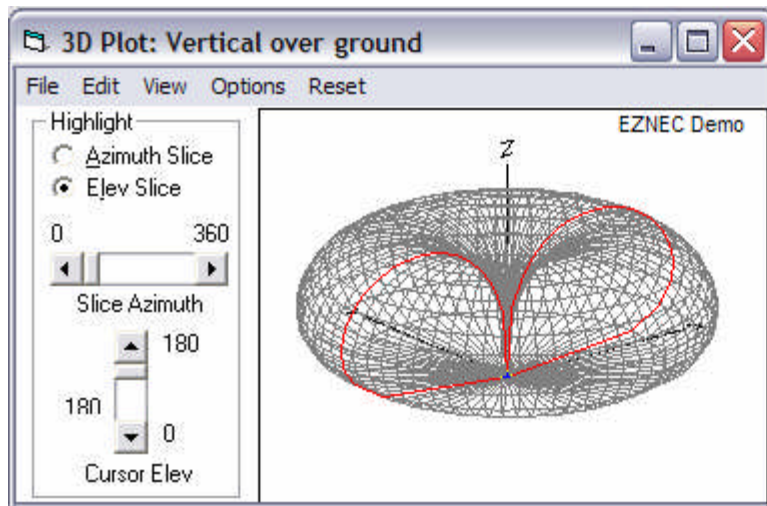 3D Plot: Vertical over ground
File Edit View Options Reset
Highlight
Azimuth Slice
Elev Slice
0 360
Slice Azimuth
180
180
0
Cursor Elev
EZNEC Demo
Z